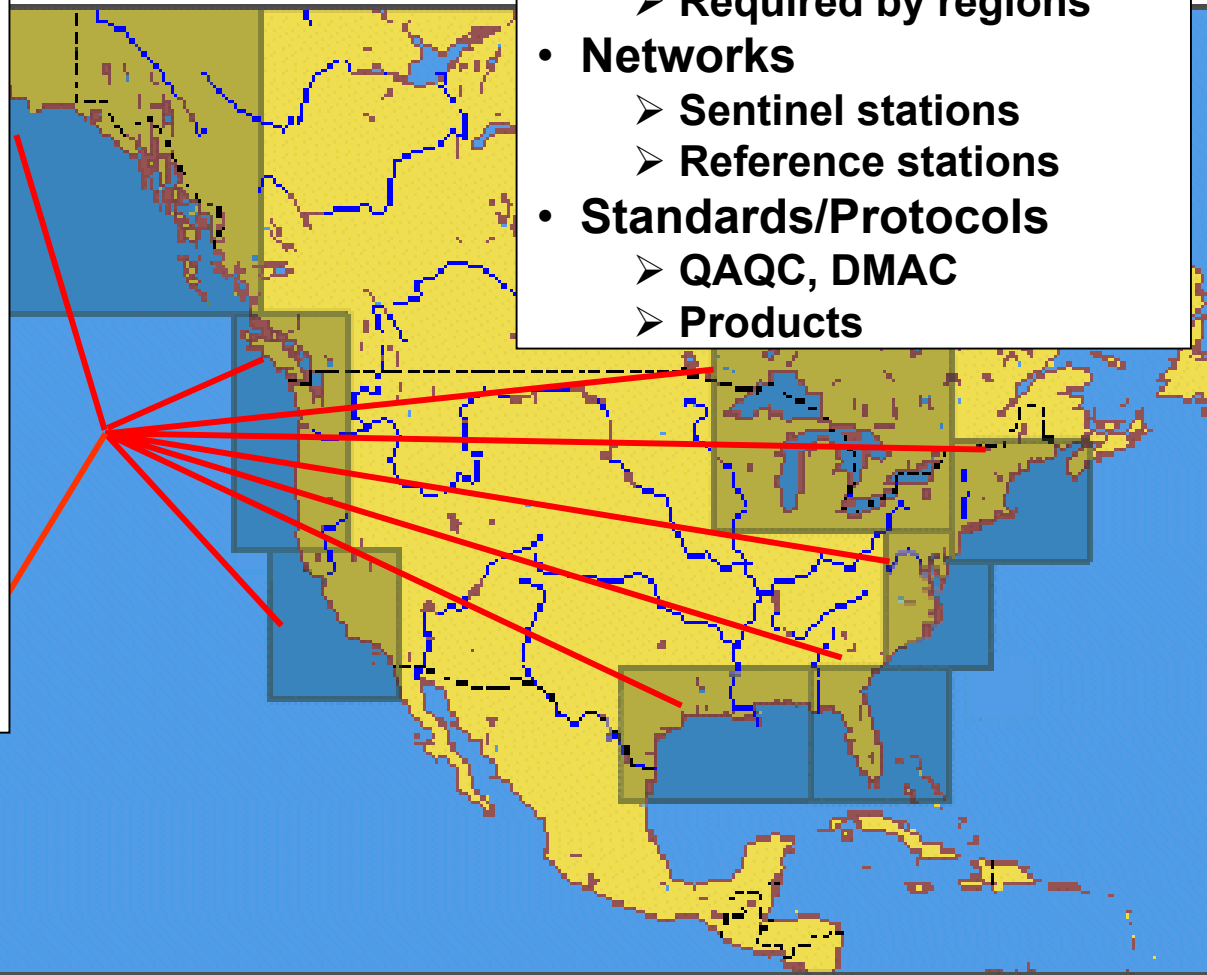 ➢ Required by regions
• Networks
➢ Sentinel stations
➢ Reference stations
• Standards/Protocols
➢ QAQC, DMAC
➢ Products